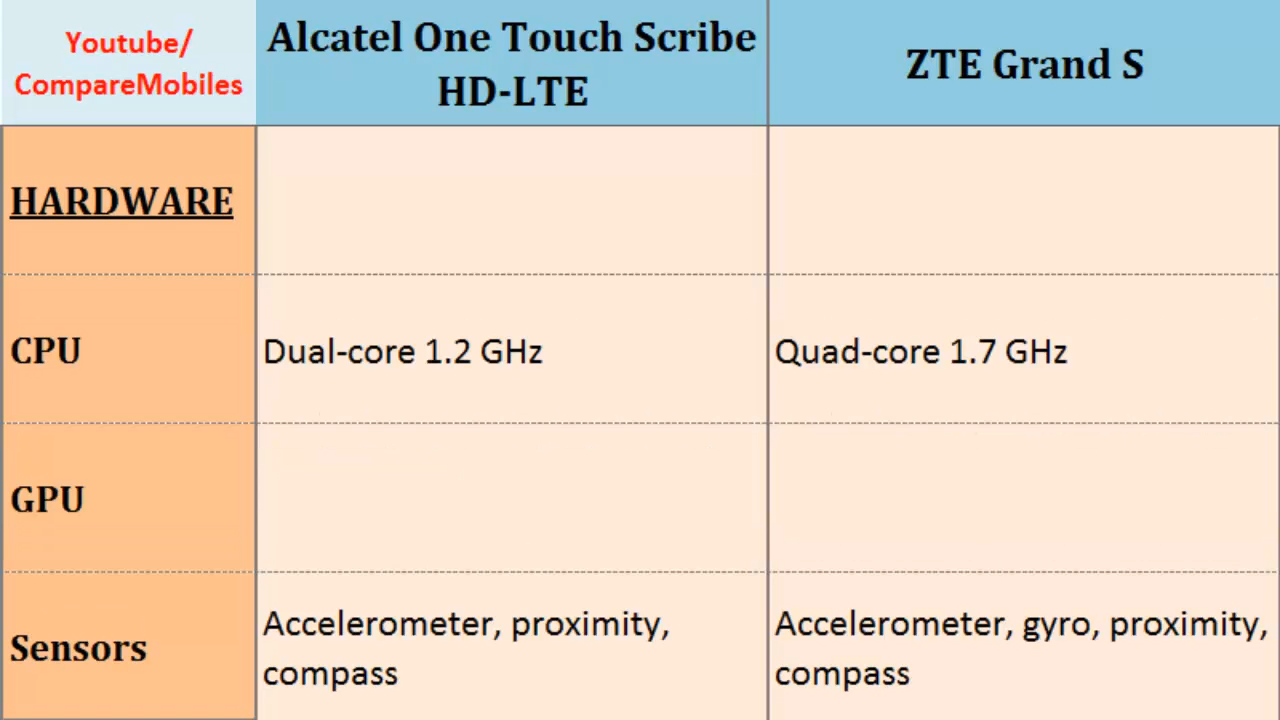 Youtube/
CompareMobiles
Alcatel One Touch Scribe
HD-LTE
ZTE Grand S
HARDWARE
CPU
Dual-core 1.2 GHz
Quad-core 1.7 GHz
GPU
Sensors
Accelerometer, proximity,
compass
Accelerometer, gyro, proximity,
compass